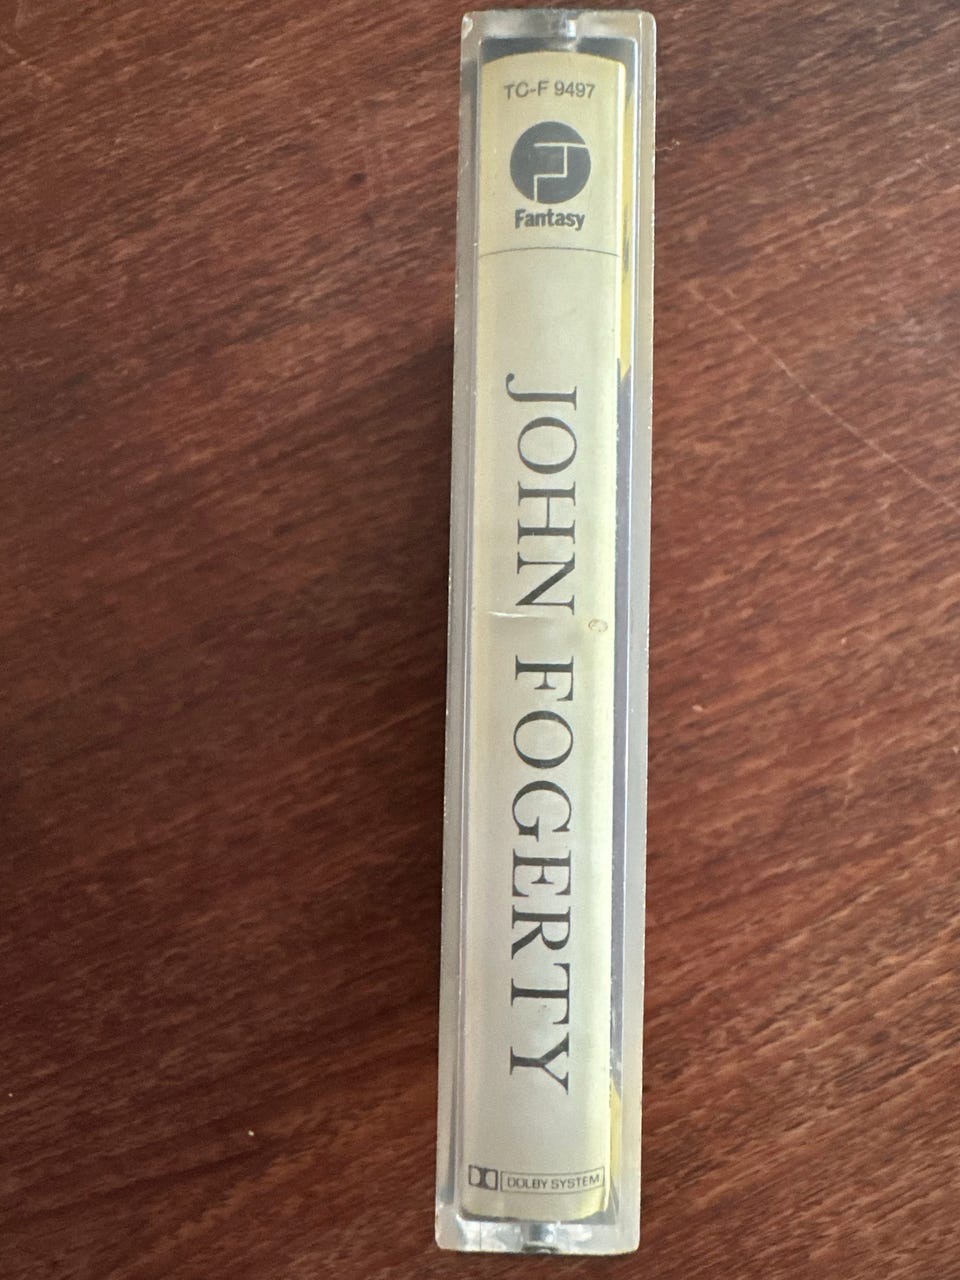 TC-F 9497
Fantasy
JOHN FOGERTY
DOLBY SYSTEM